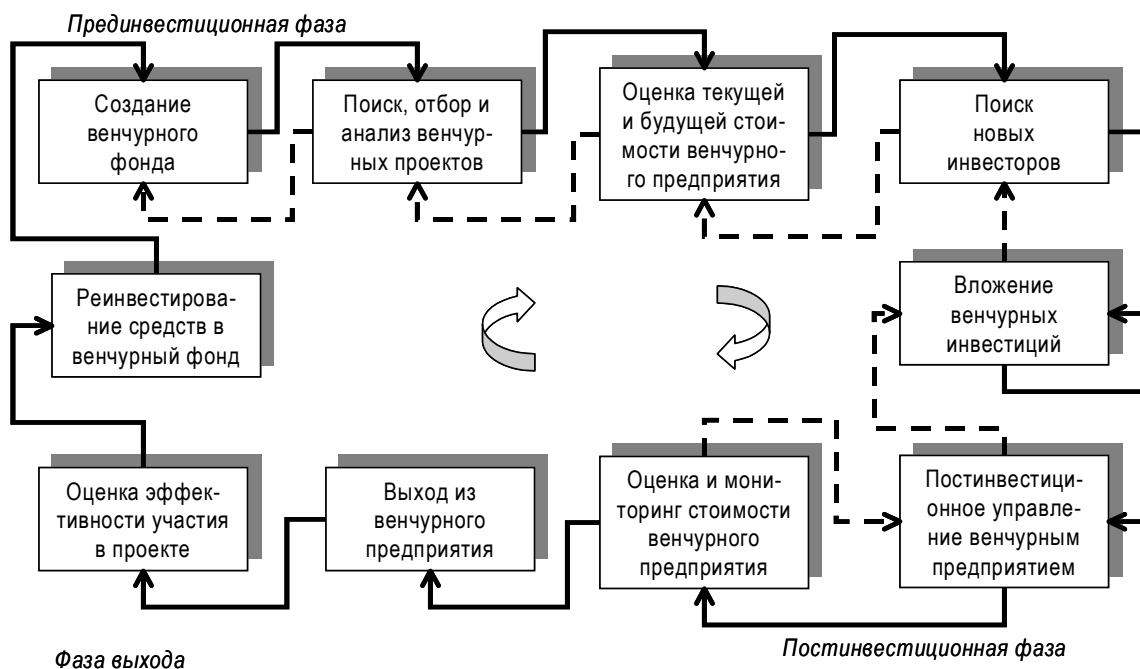 Прединвестиционная фаза
Создание
венчурного
фонда
Поиск, отбор и
анализ венчур-
ных проектов
Оценка текущей
и будущей стои-
мости венчурно-
го предприятия
Поиск
новых
инвесторов
Реинвестирова-
ние средств в
венчурный фонд
Вложение
венчурных
инвестиций
Оценка эффек-
тивности участия
в проекте
Выход из
венчурного
предприятия
Оценка и мони-
торинг стоимости
венчурного
предприятия
Постинвестици-
онное управле-
ние венчурным
предприятием
Фаза выхода
Постинвестиционная фаза